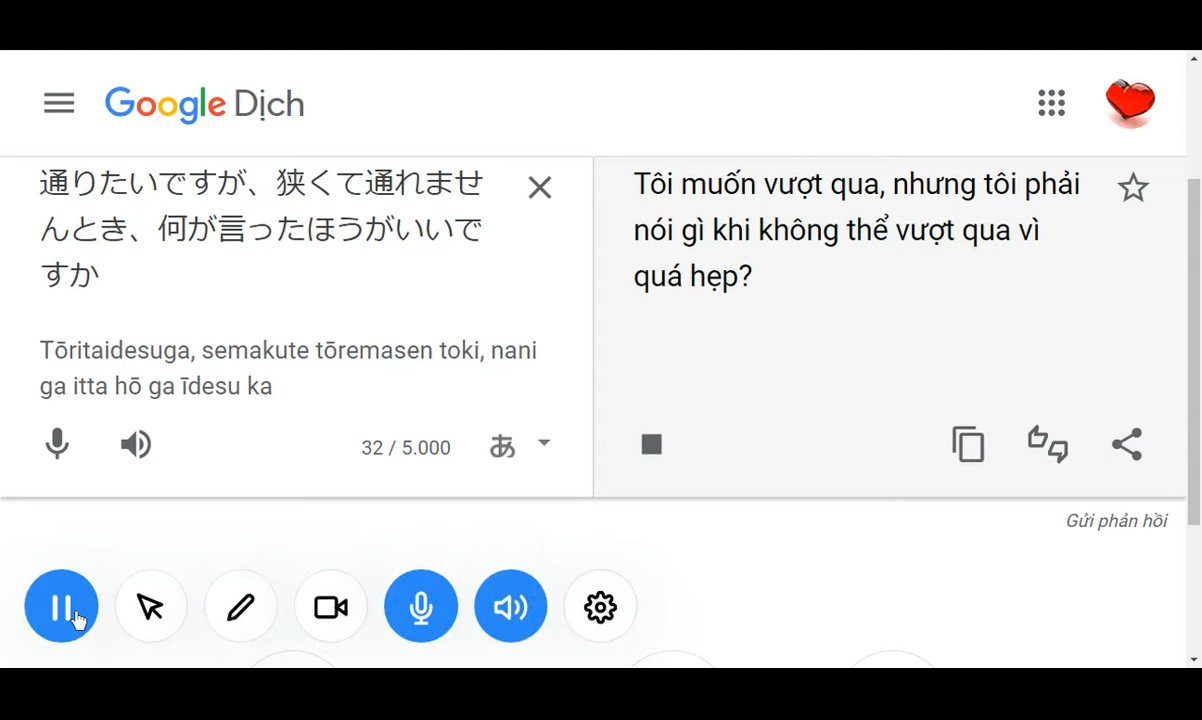 Google Dịch
通りたいですが、狭くて通れませ
んとき、何が言ったほうがいいで
すか
Tōritaidesuga, semakute tōremasen toki, nani
ga itta hō ga īdesu ka
32 / 5.000
あ
Tôi muốn vượt qua, nhưng tôi phải
nói gì khi không thể vượt qua vì
quá hẹp?
Gửi phản hồi